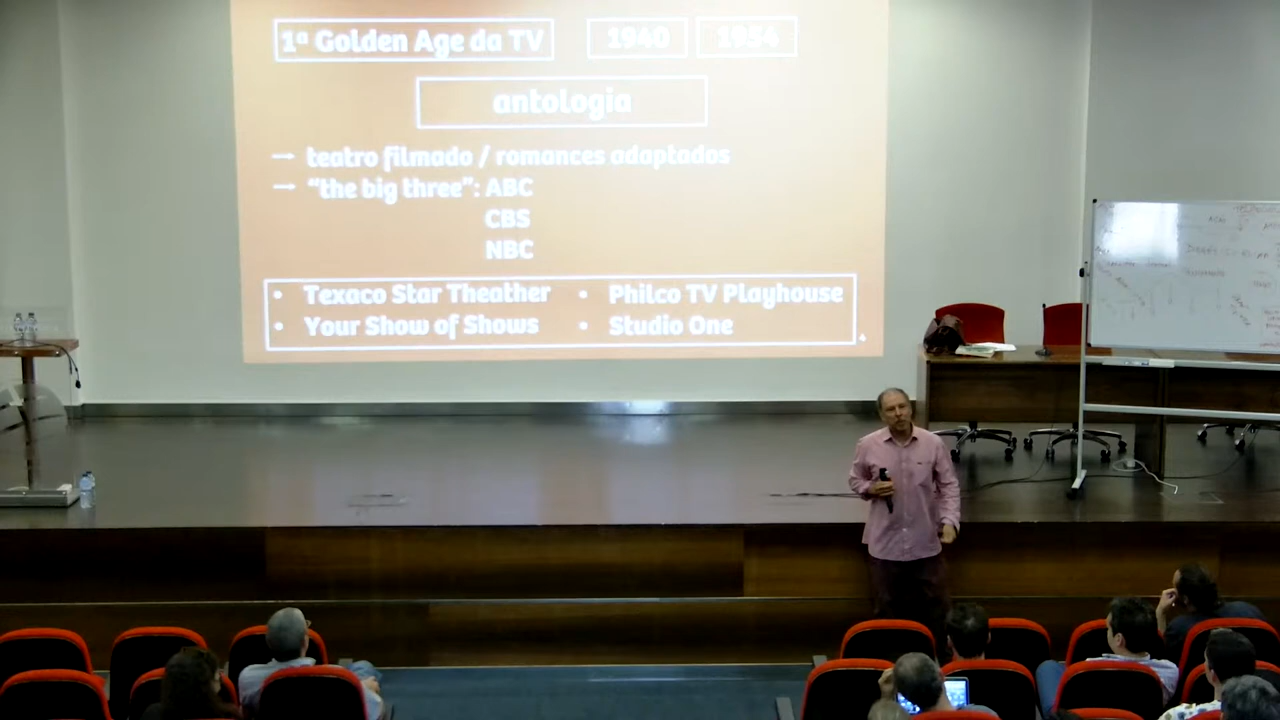 1ª Golden Age da TV 1940 1954
antologia
→ teatro filmado / romances adaptados
→ “the big three”: ABC
CBS
NBC
• Texaco Star Theather • Philco TV Playhouse
• Your Show of Shows • Studio One